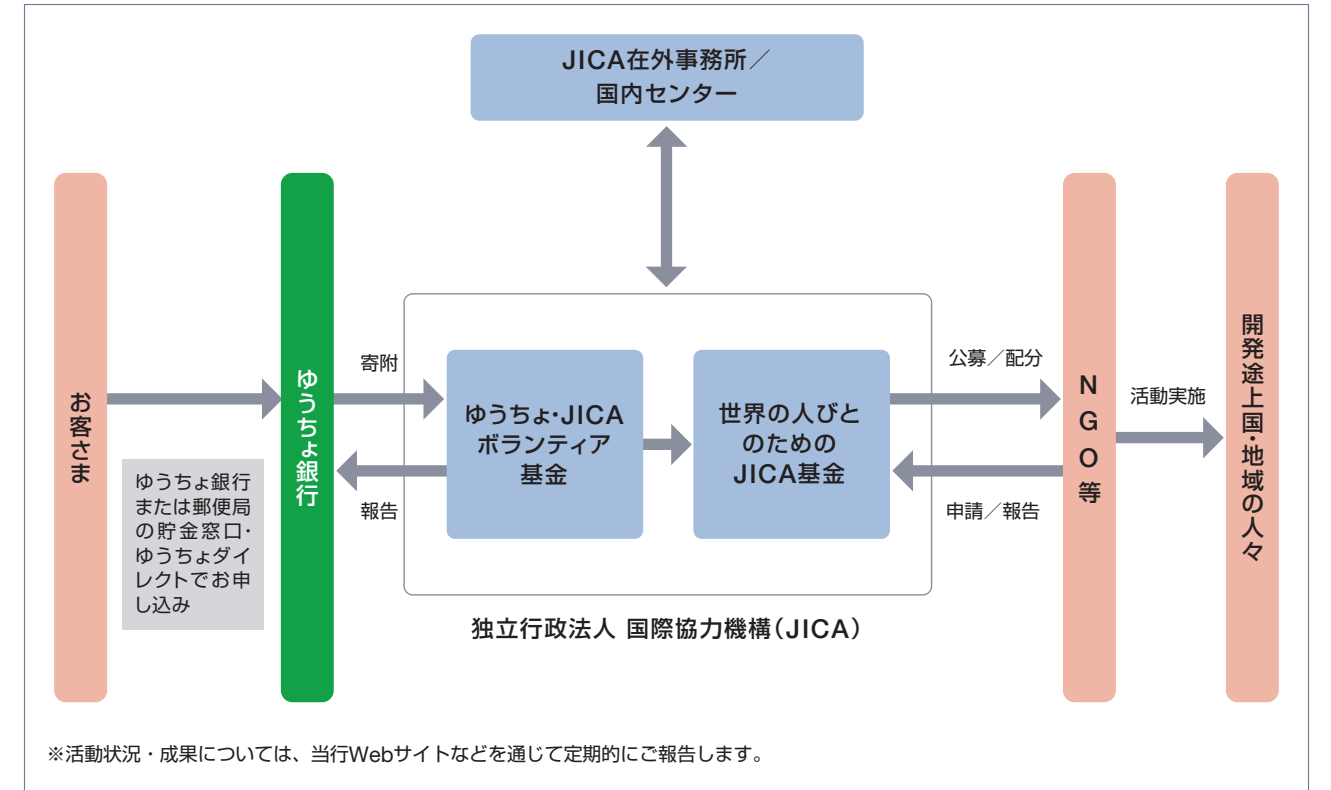 JICA在外事務所／
国内センター
お客さま
ゆうちょ銀行
または郵便局
の貯金窓口・
ゆうちょダイ
レクトでお申
し込み
ゆうちょ銀行
寄附
報告
ゆうちょ・JICA
ボランティア
基金
世界の人びと
のための
JICA基金
独立行政法人 国際協力機構（JICA）
公募／配分
申請／報告
NGO等
活動実施
開発途上国・地域の人々
※活動状況・成果については、当行Webサイトなどを通じて定期的にご報告します。